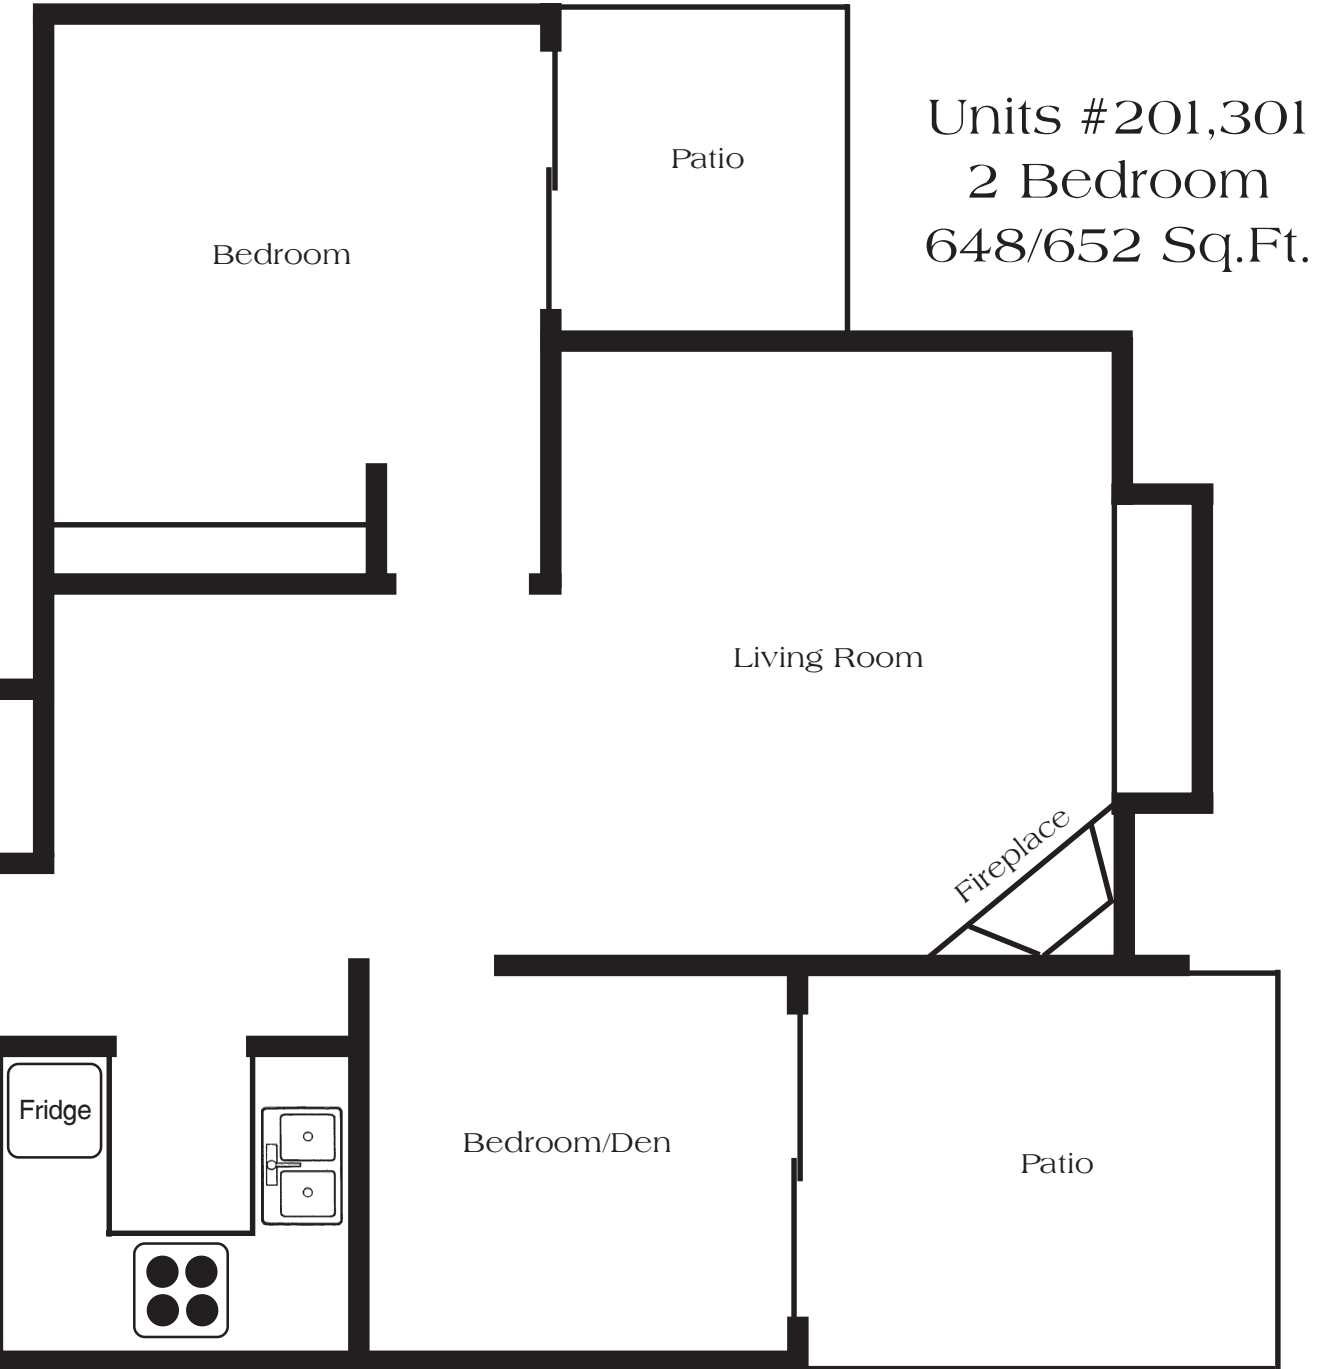 Units #201,301
2 Bedroom
648/652 Sq.Ft.
Patio
Bedroom
Living Room
Fireplace
Fridge
Bedroom/Den
Patio